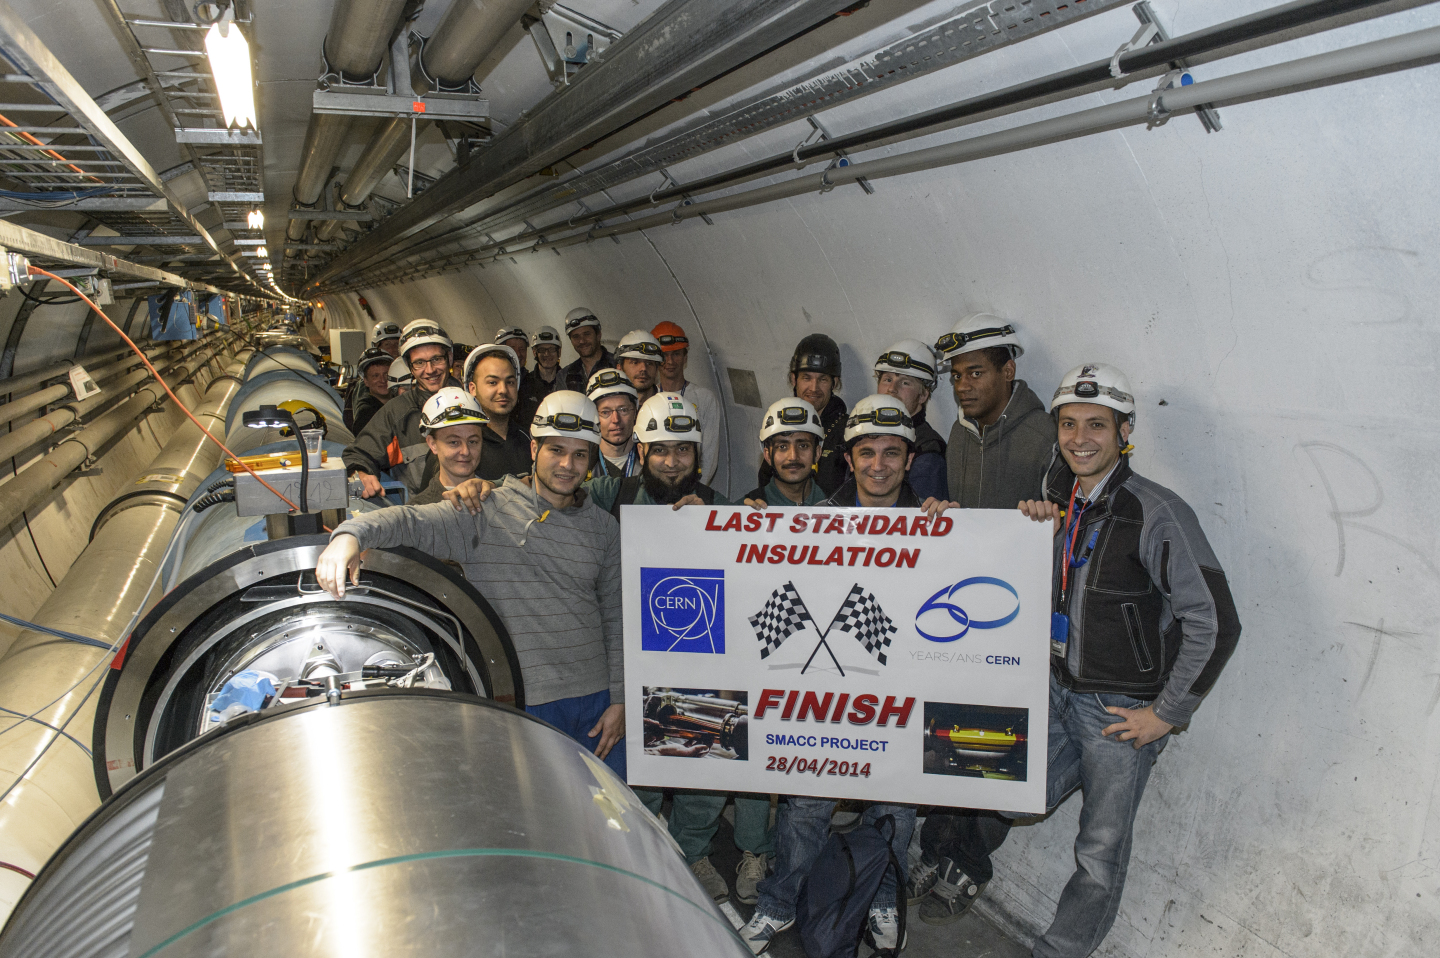 LAST STANDARD
INSULATION
CERN
60
YEARS/ANS CERN
FINISH
SMACC PROJECT
28/04/2014